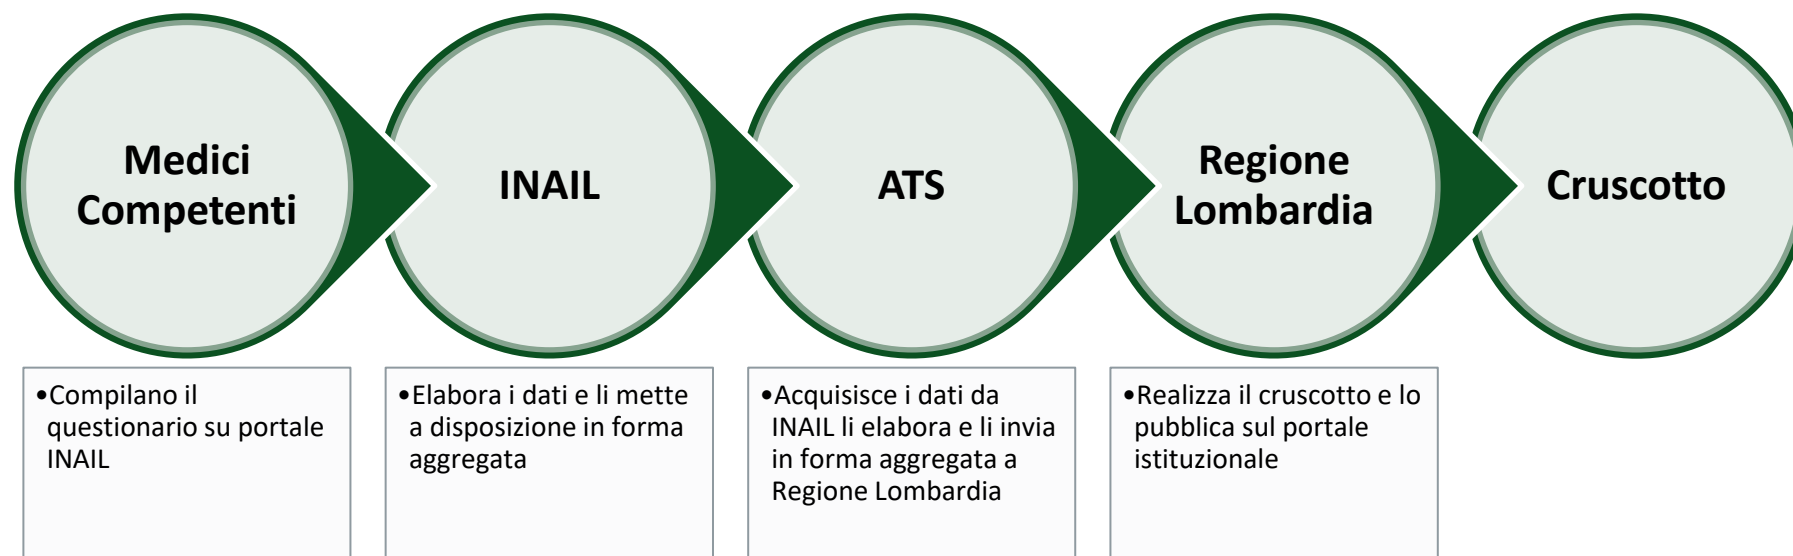 Medici
Competenti
INAIL
ATS
Regione
Lombardia
Cruscotto
•Compilano il
questionario su portale
INAIL
•Elabora i dati e li mette
a disposizione in forma
aggregata
•Acquisisce i dati da
INAIL li elabora e li invia
in forma aggregata a
Regione Lombardia
•Realizza il cruscotto e lo
pubblica sul portale
istituzionale